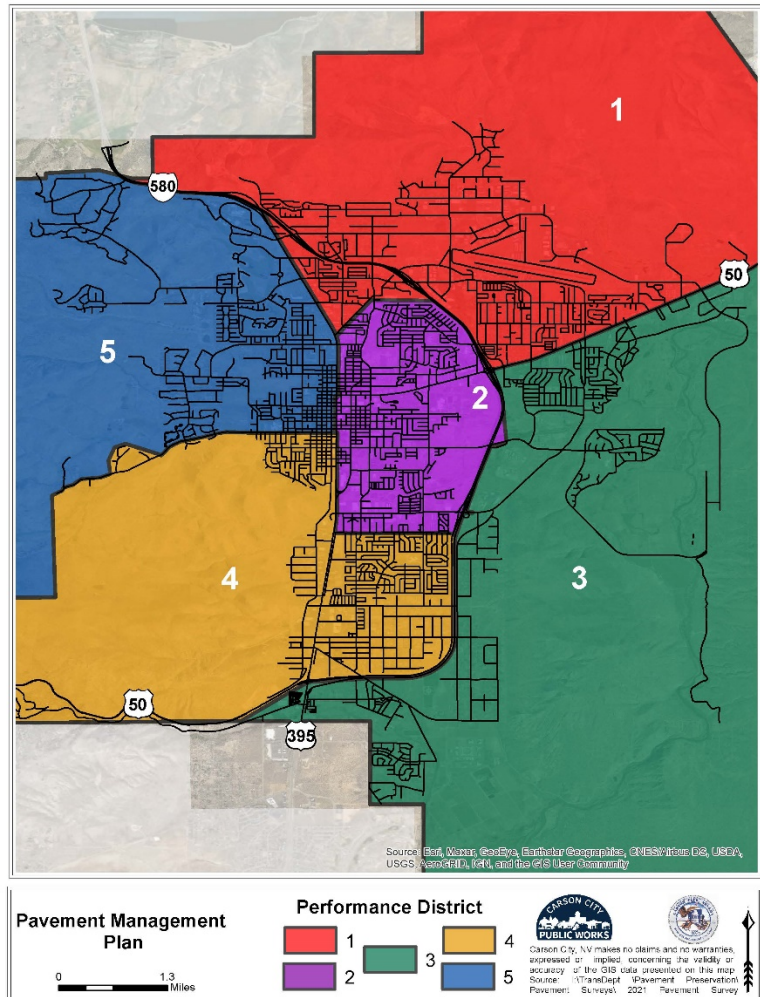 1
580
50
5
2
4
3
50
395
Source: Esri, Maxar, GeoEye, Earthstar Geographics, CNES/Airbus DS, USDA,
USGS, AeroGRID, IGN, and the GIS User Community
Pavement Management
Plan
0 1.3
Miles
Performance District
1
2
3
4
5
CARSON CITY
PUBLIC WORKS
Carson City, NV makes no claims and no warranties,
expressed or implied, concerning the validity or
accuracy of the GIS data presented on this map
Source: I:\TransDept \Pavement Preservation\
Pavement Surveys\ 2021 Pavement Survey